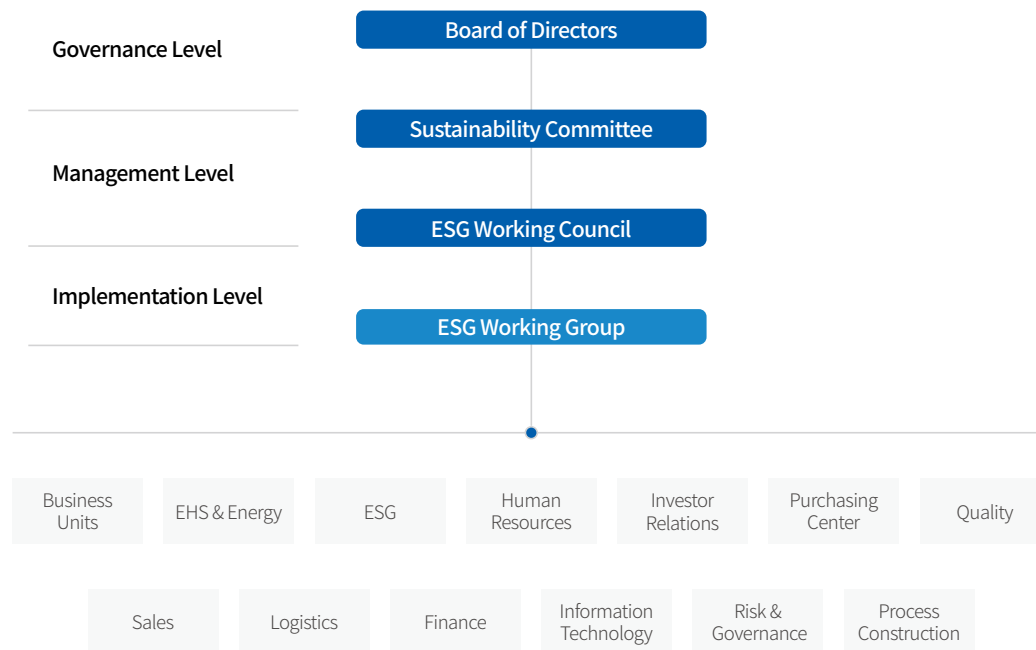 Governance Level
Board of Directors
Sustainability Committee
Management Level
ESG Working Council
Implementation Level
ESG Working Group
Business
Units
EHS & Energy
ESG
Human
Resources
Investor
Relations
Purchasing
Center
Quality
Sales
Logistics
Finance
Information
Technology
Risk &
Governance
Process
Construction